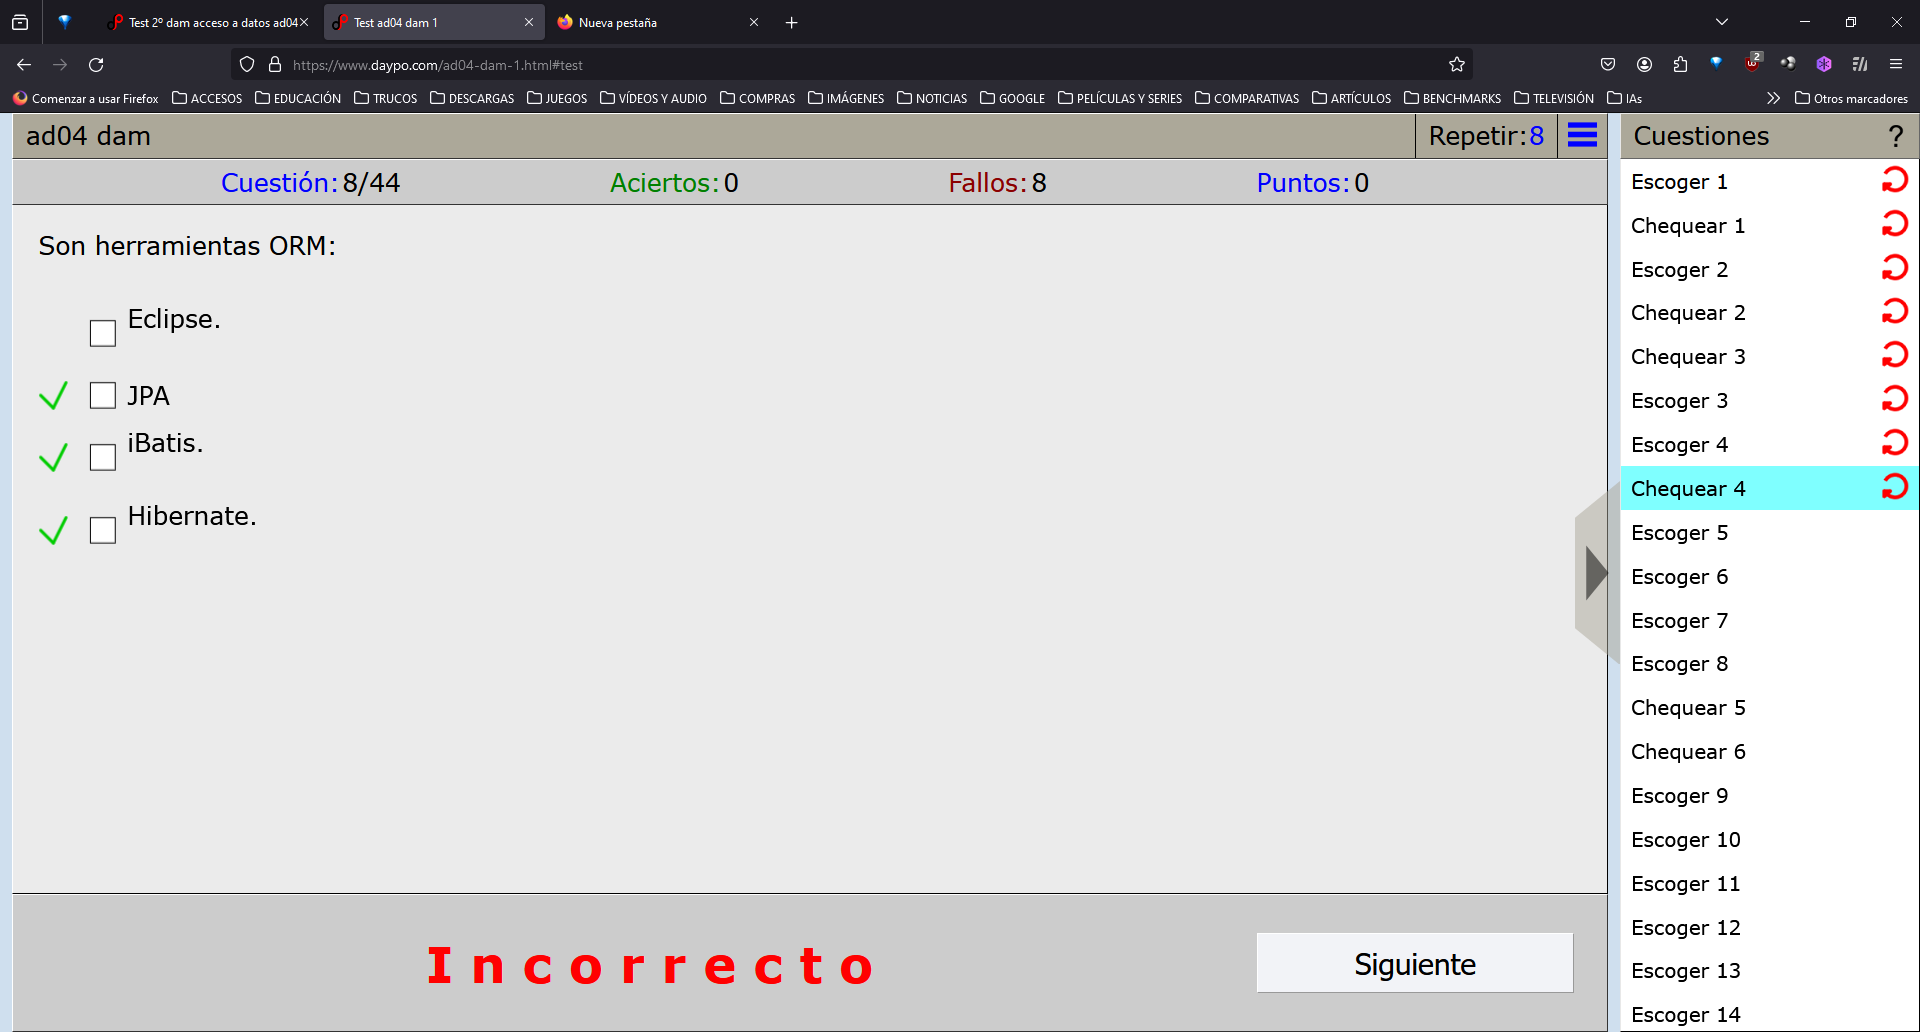 Test 2º dam acceso a datos ad04
Test ad04 dam 1
Nueva pestaña
https://www.daypo.com/ad04-dam-1.html#test
2
Comenzar a usar Firefox
ACCESOS
EDUCACIÓN
TRUCOS
DESCARGAS
JUEGOS
VÍDEOS Y AUDIO
COMPRAS
IMÁGENES
NOTICIAS
GOOGLE
PELÍCULAS Y SERIES
COMPARATIVAS
ARTÍCULOS
BENCHMARKS
TELEVISIÓN
IAs
Otros marcadores
ad04 dam
Repetir:8
Cuestión:8/44
Aciertos:0
Fallos:8
Puntos:0
Son herramientas ORM:
Eclipse.
JPA
iBatis.
Hibernate.
Incorrecto
Siguiente
Cuestiones
?
Escoger 1
Chequear 1
Escoger 2
Chequear 2
Chequear 3
Escoger 3
Escoger 4
Chequear 4
Escoger 5
Escoger 6
Escoger 7
Escoger 8
Chequear 5
Chequear 6
Escoger 9
Escoger 10
Escoger 11
Escoger 12
Escoger 13
Escoger 14